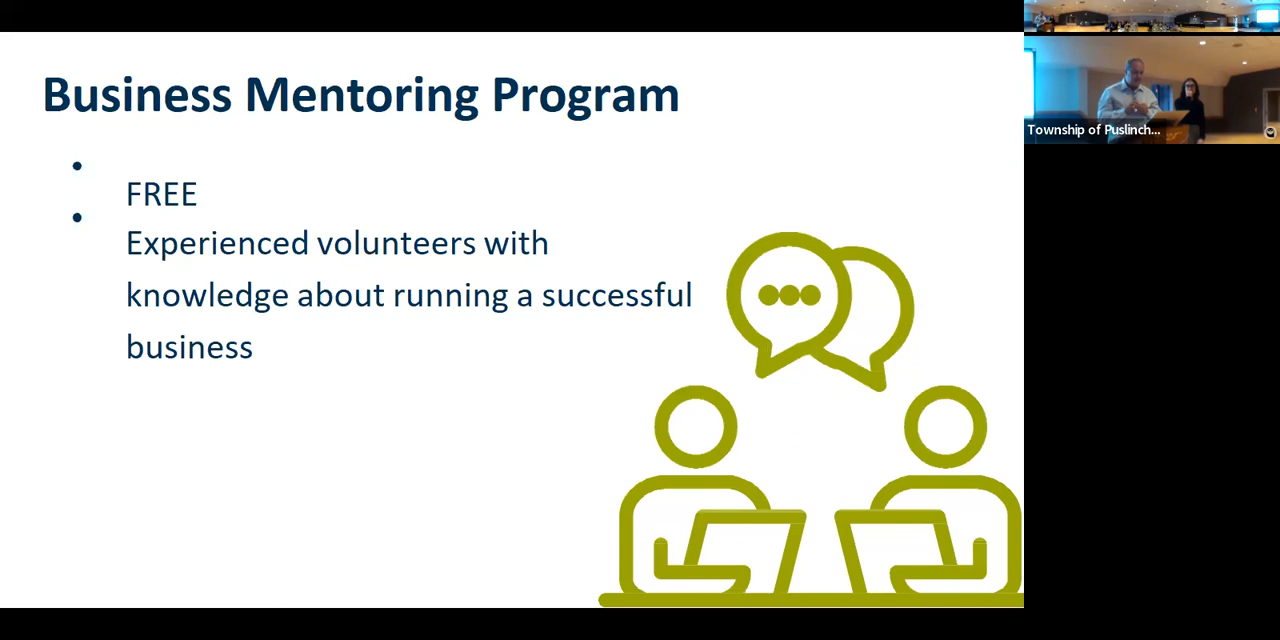 Business Mentoring Program
• FREE
• Experienced volunteers with
knowledge about running a successful
business
Township of Puslinch...